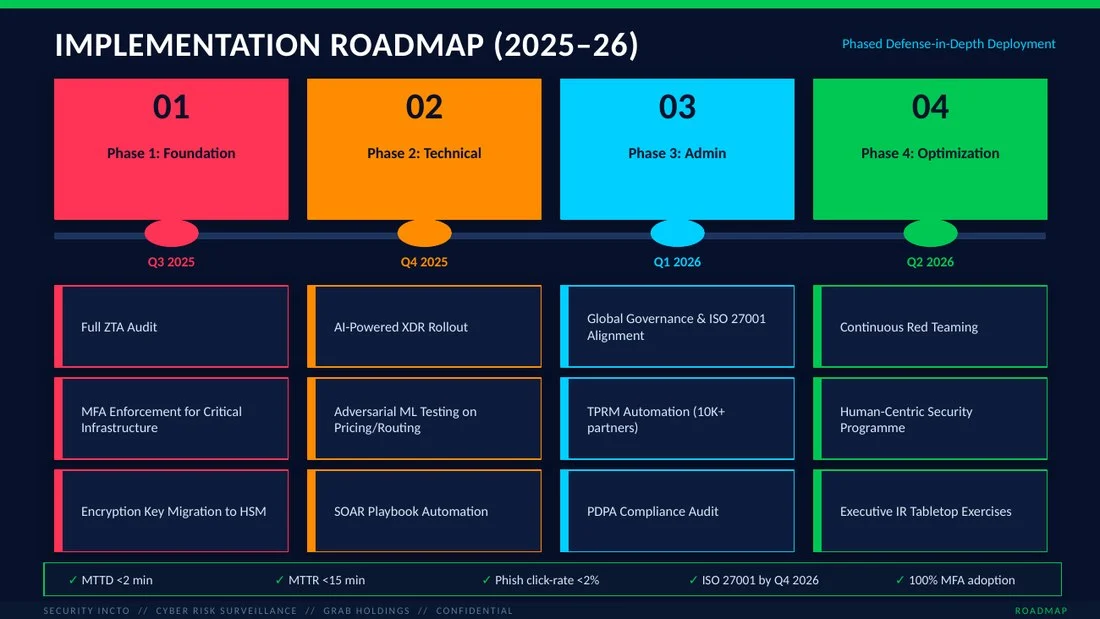 IMPLEMENTATION ROADMAP (2025–26)
Phased Defense-in-Depth Deployment
01
Phase 1: Foundation
02
Phase 2: Technical
03
Phase 3: Admin
04
Phase 4: Optimization
Q3 2025
Q4 2025
Q1 2026
Q2 2026
Full ZTA Audit
AI-Powered XDR Rollout
Global Governance & ISO 27001
Alignment
Continuous Red Teaming
MFA Enforcement for Critical
Infrastructure
Adversarial ML Testing on
Pricing/Routing
TPRM Automation (10K+
partners)
Human-Centric Security
Programme
Encryption Key Migration to HSM
SOAR Playbook Automation
PDPA Compliance Audit
Executive IR Tabletop Exercises
✓ MTTD <2 min
✓ MTTR <15 min
✓ Phish click-rate <2%
✓ ISO 27001 by Q4 2026
✓ 100% MFA adoption
SECURITY INCTO // CYBER RISK SURVEILLANCE // GRAB HOLDINGS // CONFIDENTIAL
ROADMAP